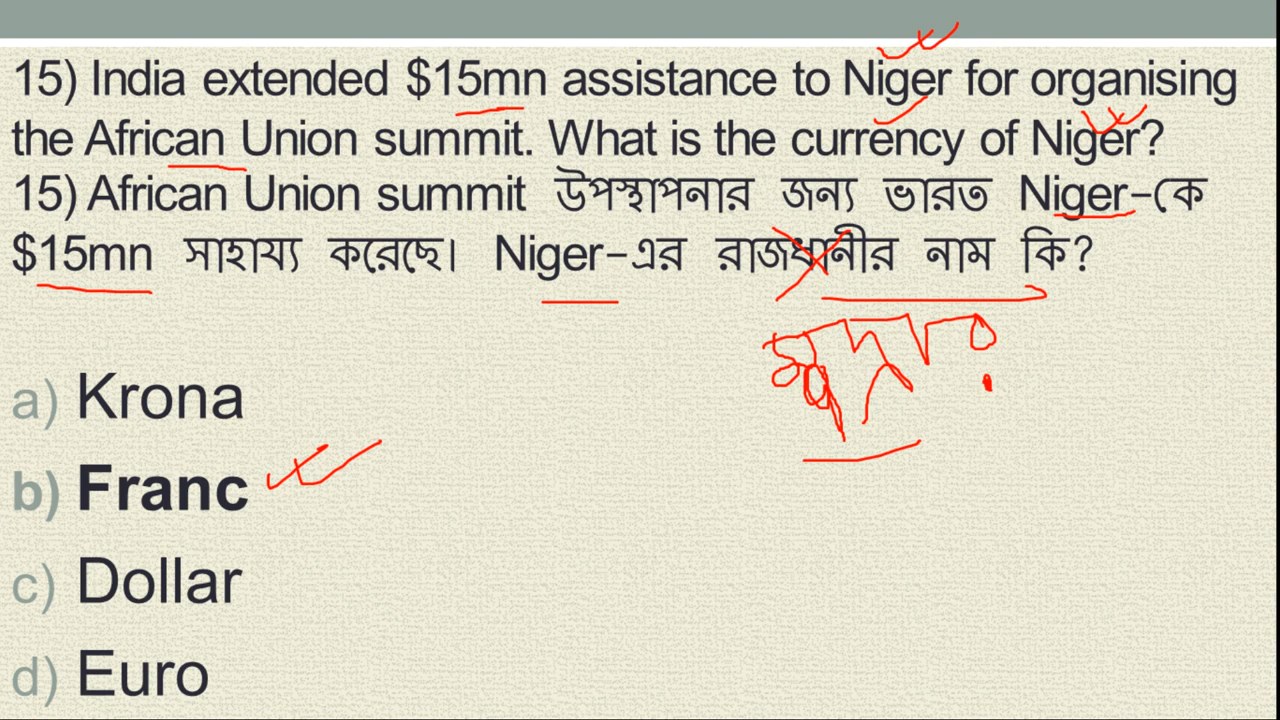 15) India extended $15mn assistance to Niger for organising
the African Union summit. What is the currency of Niger?
15) African Union summit উপস্থাপনার জন্য ভারত Niger-কে
$15mn সাহায্য করেছে। Niger-এর রাজধানীর নাম কি?
a) Krona
b) Franc
c) Dollar
d) Euro